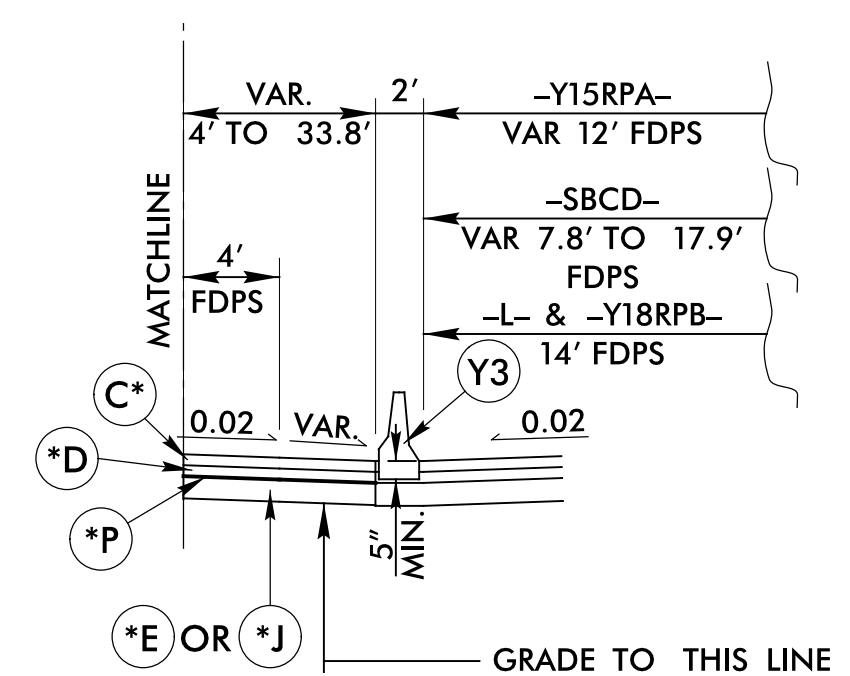 VAR.
4' TO 33.8'
2'
–Y15RPA–
VAR 12' FDPS
–SBCD–
VAR 7.8' TO 17.9'
FDPS
–L– & –Y18RPB–
14' FDPS
MATCHLINE
4'
FDPS
C*
Y3
0.02
VAR.
0.02
*D
*P
5"
MIN.
*E OR *J
GRADE TO THIS LINE